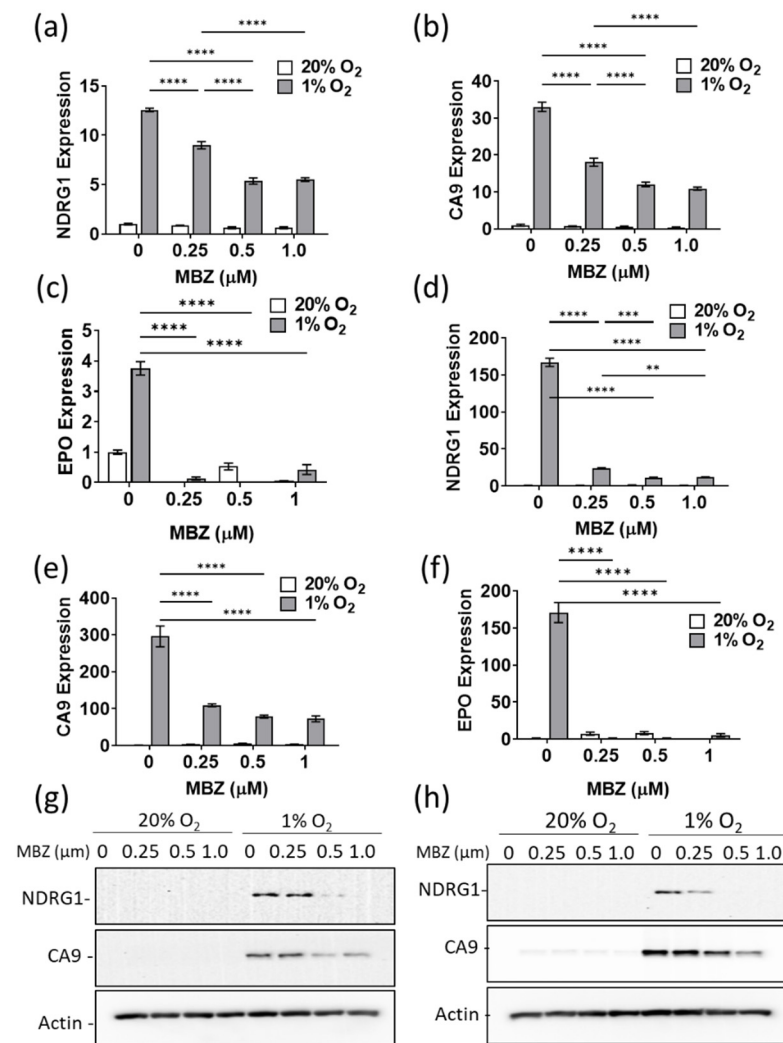 (a)
****
****
**** ****
20% O2
1% O2
NDRG1 Expression
15
10
5
0
0 0.25 0.5 1.0
MBZ (μM)
(b)
****
****
**** ****
20% O2
1% O2
CA9 Expression
40
30
20
10
0
0 0.25 0.5 1.0
MBZ (μM)
(c)
****
****
****
20% O2
1% O2
EPO Expression
5
4
3
2
1
0
0 0.25 0.5 1
MBZ (μM)
(d)
**** ***
****
**
****
20% O2
1% O2
NDRG1 Expression
200
150
100
50
0
0 0.25 0.5 1.0
MBZ (μM)
(e)
****
****
****
20% O2
1% O2
CA9 Expression
400
300
200
100
0
0 0.25 0.5 1
MBZ (μM)
(f)
****
****
****
20% O2
1% O2
EPO Expression
200
150
100
50
0
0 0.25 0.5 1
MBZ (μM)
(g)
20% O2 1% O2
MBZ (μm) 0 0.25 0.5 1.0 0 0.25 0.5 1.0
NDRG1-
CA9 -
Actin -
(h)
20% O2 1% O2
MBZ (μm) 0 0.25 0.5 1.0 0 0.25 0.5 1.0
NDRG1-
CA9 -
Actin -